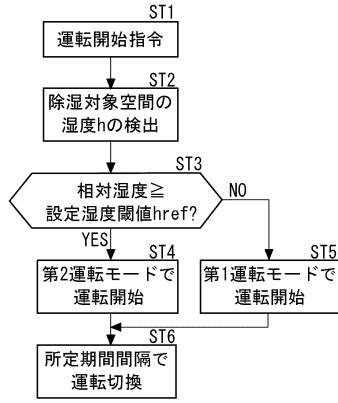 ST1
運転開始指令
ST2
除湿対象空間の
湿度hの検出
ST3
相対湿度≧
設定湿度閾値href?
NO
YES
ST4
第2運転モードで
運転開始
ST5
第1運転モードで
運転開始
ST6
所定期間間隔で
運転切換